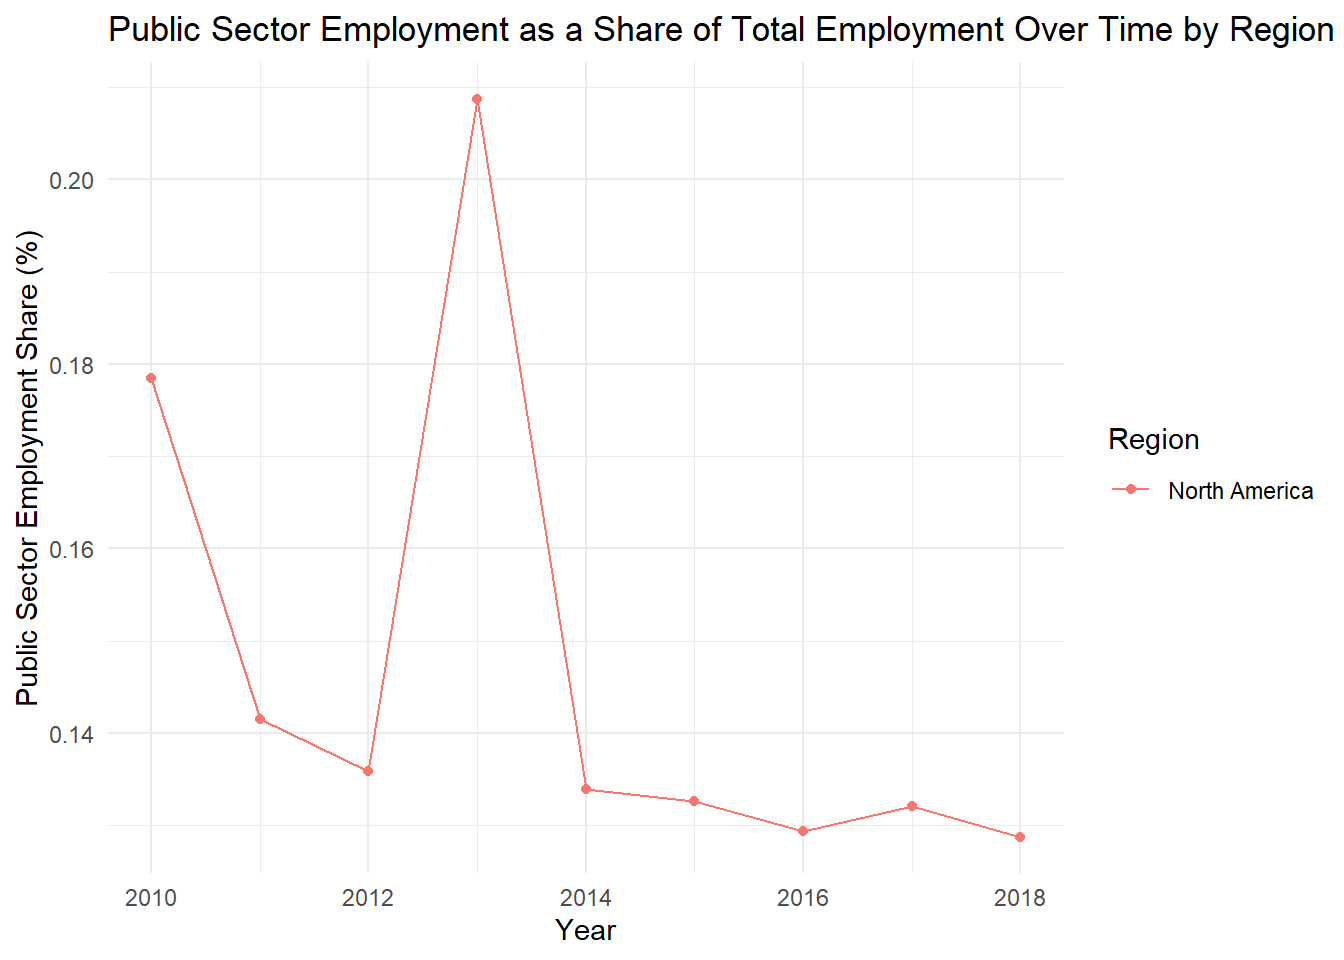 Public Sector Employment as a Share of Total Employment Over Time by Region
Public Sector Employment Share (%)
0.20
0.18
0.16
0.14
2010
2012
2014
2016
2018
Year
Region
North America